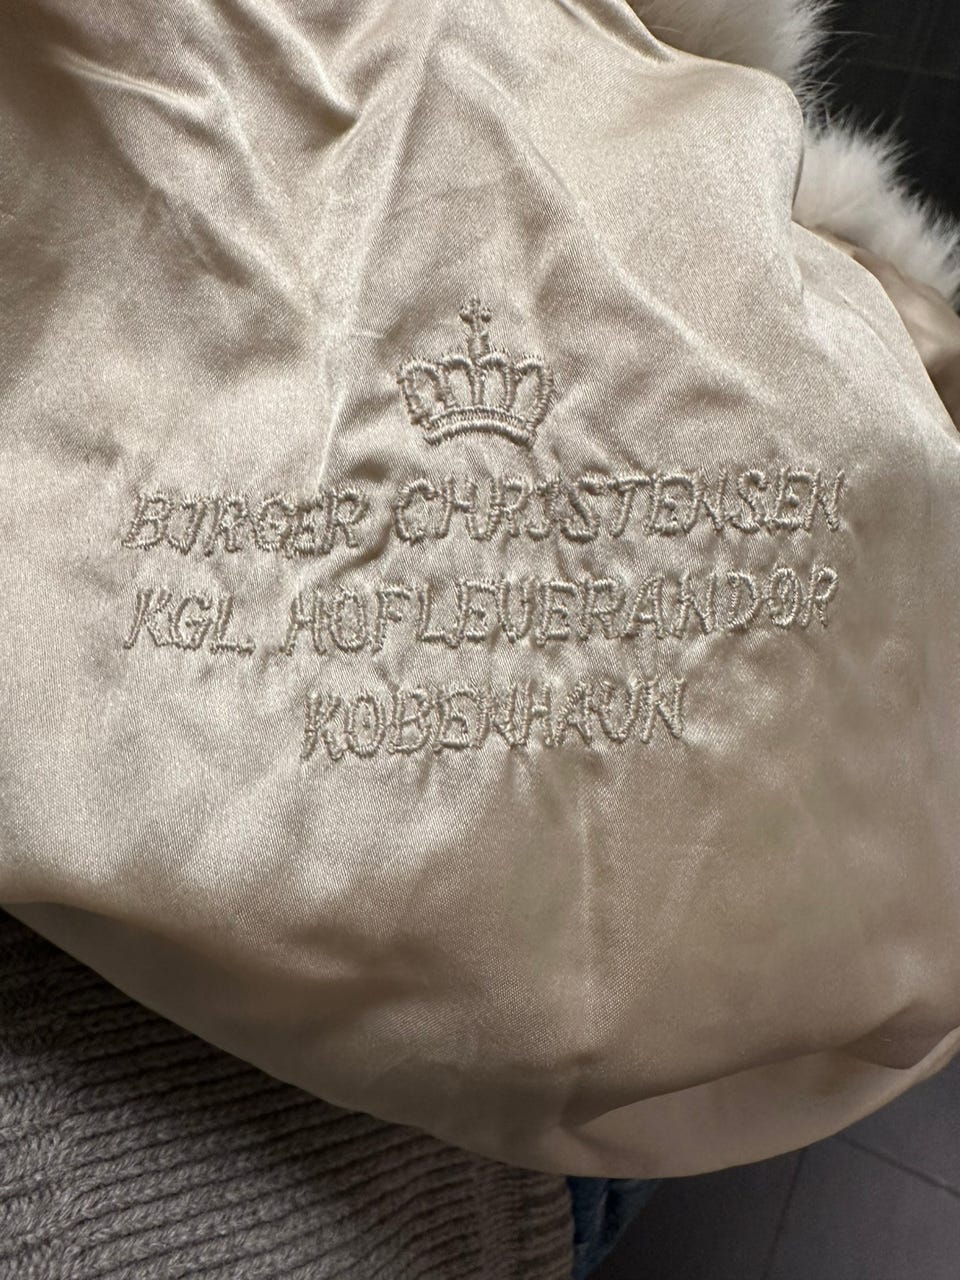 BIRGER CHRISTENSEN
KGL. HOFLEVERANDØR
KØBENHAVN